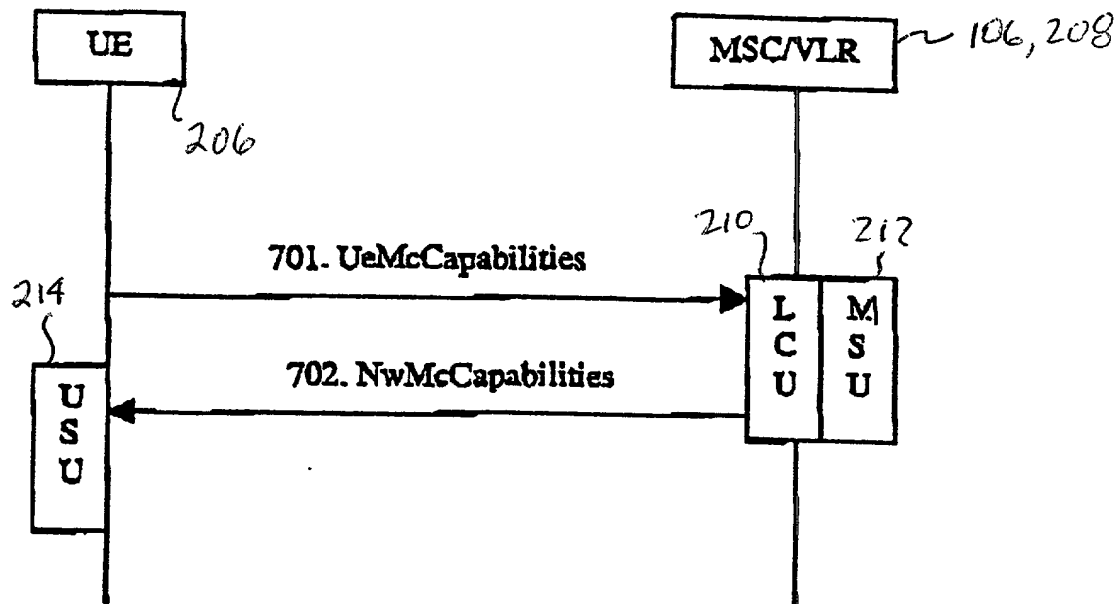 UE
MSC/VLR
106, 208
206
210
212
701. UeMcCapabilities
214
L
C
U
M
S
U
702. NwMcCapabilities
U
S
U